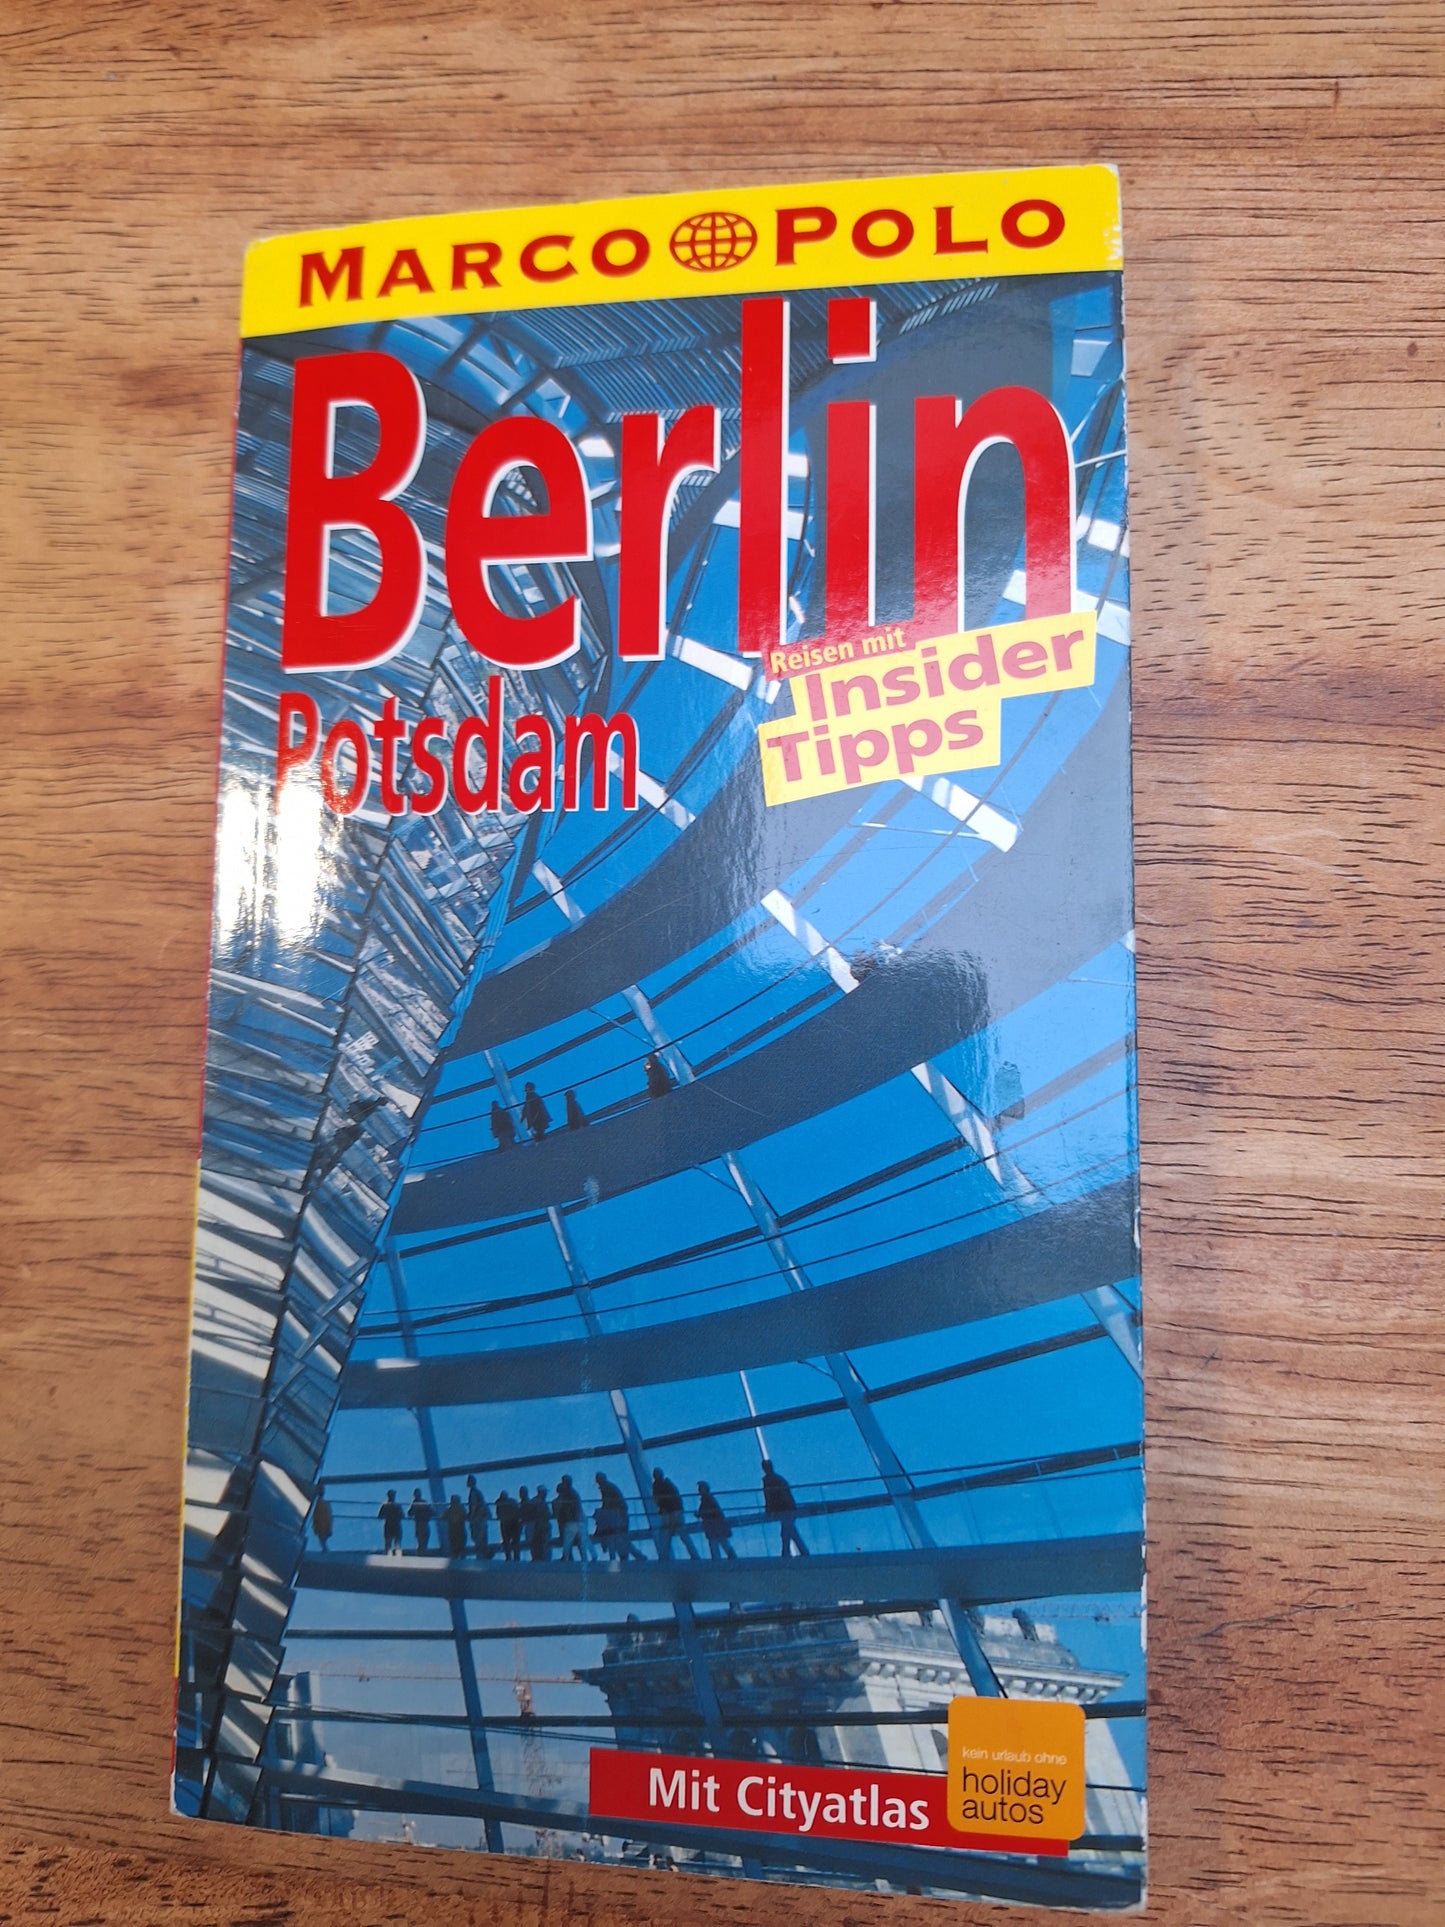 MARCO POLO
Berlin
Potsdam
Reisen mit
Insider
Tipps
Mit Cityatlas
kein urlaub ohne
holiday
autos